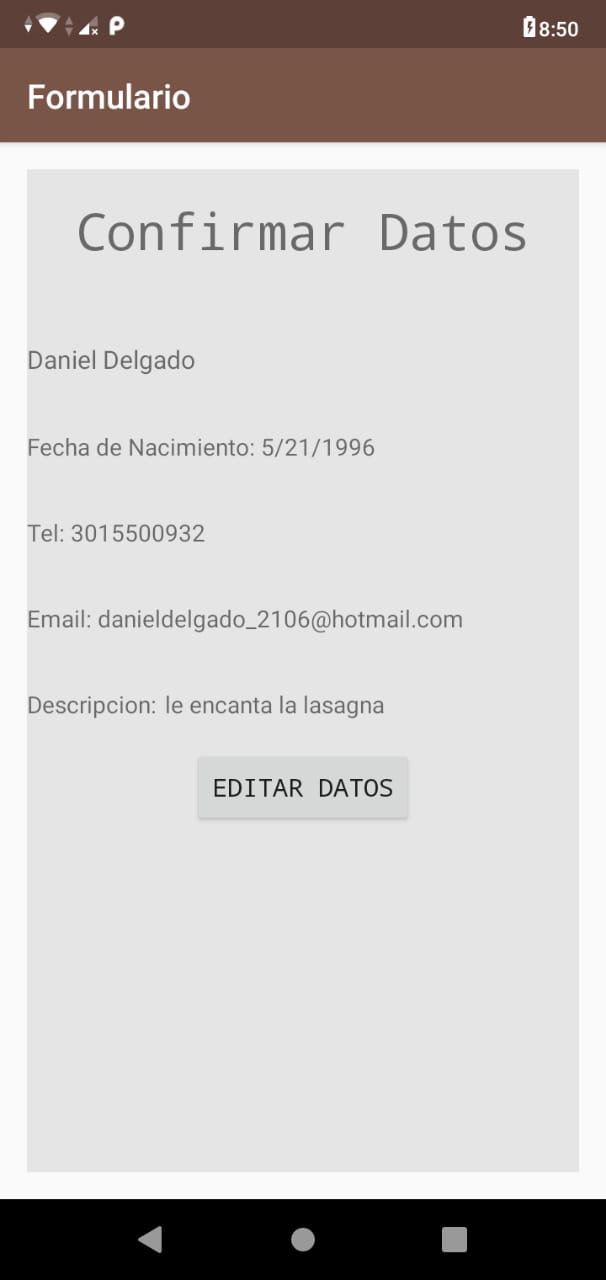 8:50
Formulario
Confirmar Datos
Daniel Delgado
Fecha de Nacimiento: 5/21/1996
Tel: 3015500932
Email: danieldelgado_2106@hotmail.com
Descripcion: le encanta la lasagna
EDITAR DATOS